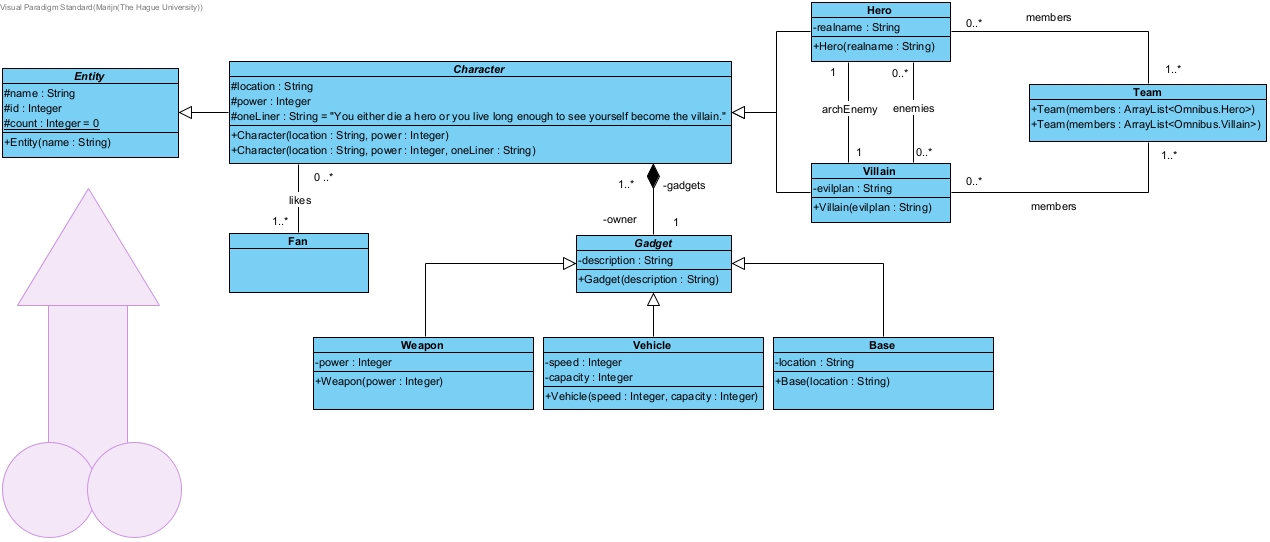 Visual Paradigm Standard(Marijn(The Hague University))
Entity
#name : String
#id : Integer
#count : Integer = 0
+Entity(name : String)
Character
#location : String
#power : Integer
#oneLiner : String = "You either die a hero or you live long enough to see yourself become the villain."
+Character(location : String, power : Integer)
+Character(location : String, power : Integer, oneLiner : String)
Hero
-realname : String
+Hero(realname : String)
0..*
members
1..*
1
0..*
archEnemy
enemies
1
0..*
Team
+Team(members : ArrayList<Omnibus.Hero>)
+Team(members : ArrayList<Omnibus.Villain>)
1..*
Villain
-evilplan : String
+Villain(evilplan : String)
0..*
members
0 ..*
likes
1..*
Fan
1..*
-gadgets
-owner
1
Gadget
-description : String
+Gadget(description : String)
Weapon
-power : Integer
+Weapon(power : Integer)
Vehicle
-speed : Integer
-capacity : Integer
+Vehicle(speed : Integer, capacity : Integer)
Base
-location : String
+Base(location : String)